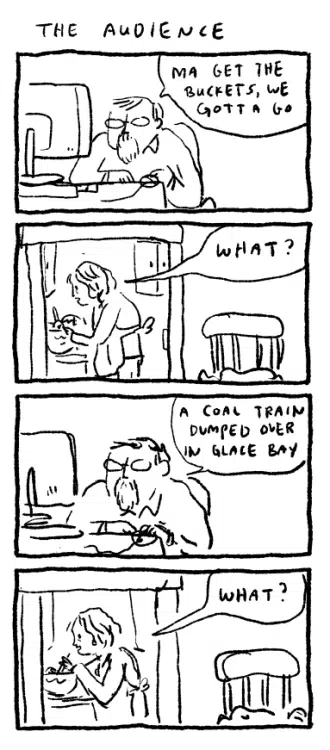 THE AUDIENCE
MA GET THE
BUCKETS, WE
GOTTA GO
WHAT?
A COAL TRAIN
DUMPED OVER
IN GLACE BAY
WHAT?